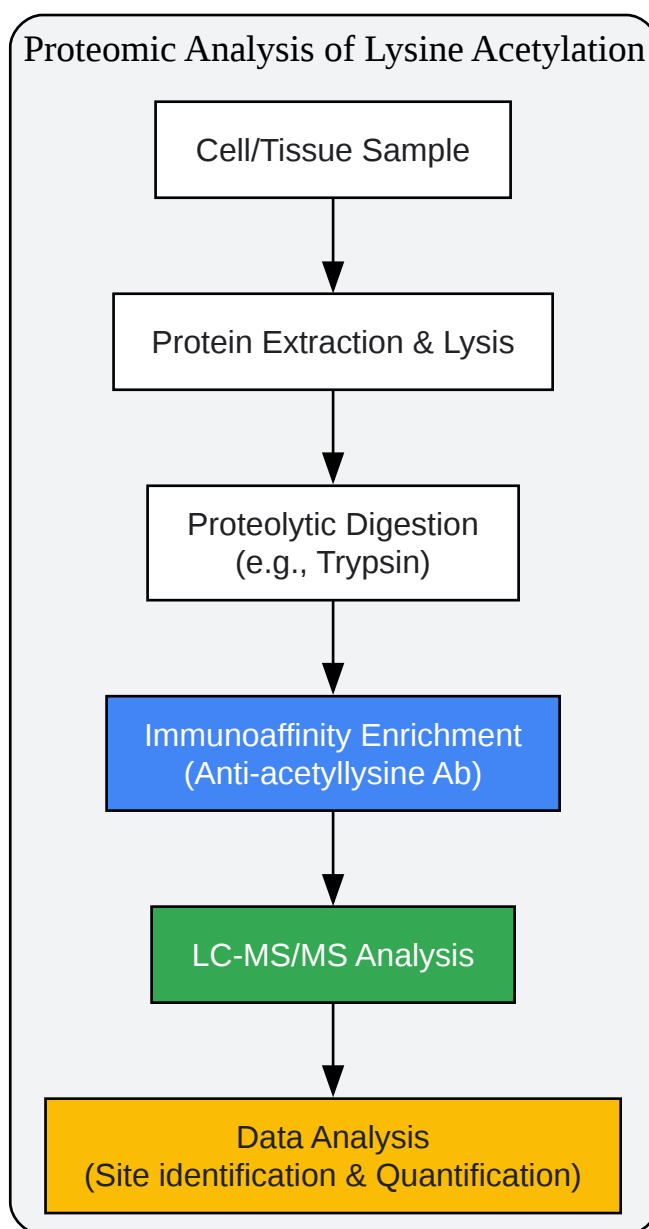 Proteomic Analysis of Lysine Acetylation
Cell/Tissue Sample
Protein Extraction & Lysis
Proteolytic Digestion
(e.g., Trypsin)
Immunoaffinity Enrichment
(Anti-acetyllysine Ab)
LC-MS/MS Analysis
Data Analysis
(Site identification & Quantification)